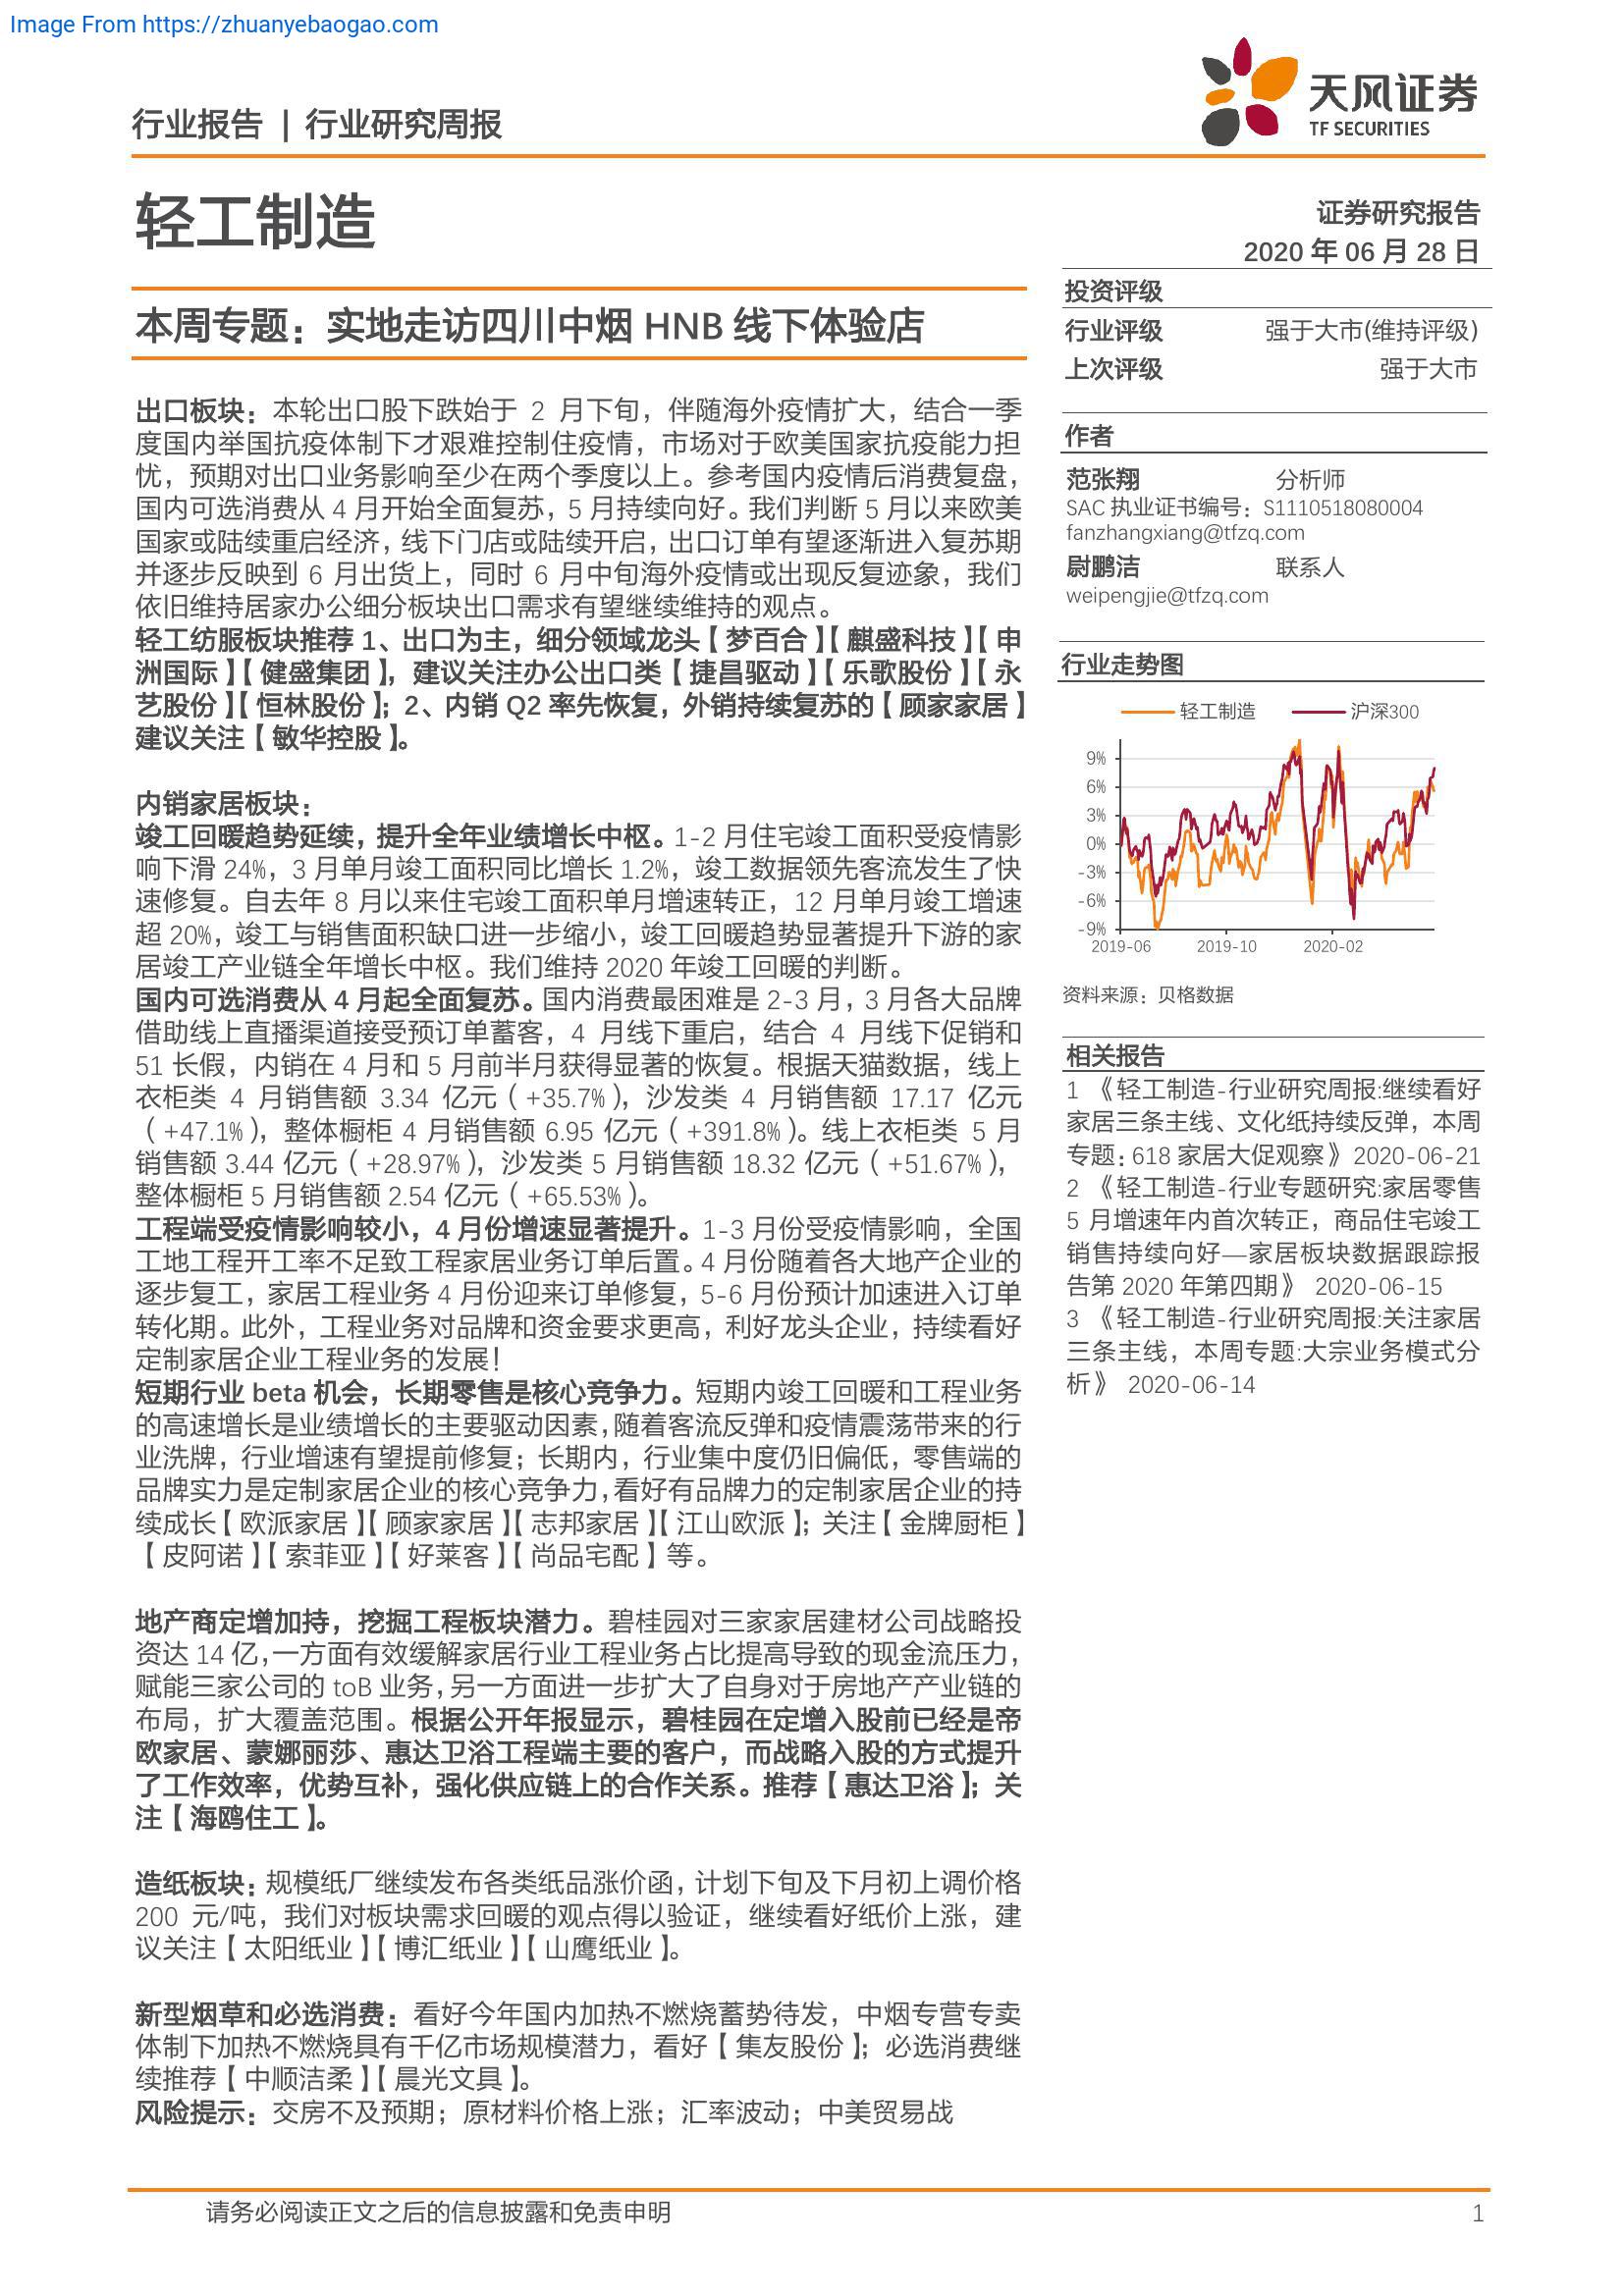 Image From https://zhuanyebaogao.com
行业报告 | 行业研究周报
天风证券
TF SECURITIES
轻工制造
证券研究报告
2020 年 06 月 28 日
本周专题：实地走访四川中烟 HNB 线下体验店
出口板块：本轮出口股下跌始于 2 月下旬，伴随海外疫情扩大，结合一季
度国内举国抗疫体制下才艰难控制住疫情，市场对于欧美国家抗疫能力担
忧，预期对出口业务影响至少在两个季度以上。参考国内疫情后消费复盘，
国内可选消费从 4 月开始全面复苏，5 月持续向好。我们判断 5 月以来欧美
国家或陆续重启经济，线下门店或陆续开启，出口订单有望逐渐进入复苏期
并逐步反映到 6 月出货上，同时 6 月中旬海外疫情或出现反复迹象，我们
依旧维持居家办公细分板块出口需求有望继续维持的观点。
轻工纺服板块推荐 1、出口为主，细分领域龙头【梦百合】【麒盛科技】【申
洲国际】【健盛集团】，建议关注办公出口类【捷昌驱动】【乐歌股份】【永
艺股份】【恒林股份】；2、内销 Q2 率先恢复，外销持续复苏的【顾家家居】
建议关注【敏华控股】。
内销家居板块：
竣工回暖趋势延续，提升全年业绩增长中枢。1-2 月住宅竣工面积受疫情影
响下滑 24%，3 月单月竣工面积同比增长 1.2%，竣工数据领先客流发生了快
速修复。自去年 8 月以来住宅竣工面积单月增速转正，12 月单月竣工增速
超 20%，竣工与销售面积缺口进一步缩小，竣工回暖趋势显著提升下游的家
居竣工产业链全年增长中枢。我们维持 2020 年竣工回暖的判断。
国内可选消费从 4 月起全面复苏。国内消费最困难是 2-3 月，3 月各大品牌
借助线上直播渠道接受预订单蓄客，4 月线下重启，结合 4 月线下促销和
51 长假，内销在 4 月和 5 月前半月获得显著的恢复。根据天猫数据，线上
衣柜类 4 月销售额 3.34 亿元（+35.7%），沙发类 4 月销售额 17.17 亿元
（+47.1%），整体橱柜 4 月销售额 6.95 亿元（+391.8%）。线上衣柜类 5 月
销售额 3.44 亿元（+28.97%），沙发类 5 月销售额 18.32 亿元（+51.67%），
整体橱柜 5 月销售额 2.54 亿元（+65.53%）。
工程端受疫情影响较小，4 月份增速显著提升。1-3 月份受疫情影响，全国
工地工程开工率不足致工程家居业务订单后置。4 月份随着各大地产企业的
逐步复工，家居工程业务 4 月份迎来订单修复，5-6 月份预计加速进入订单
转化期。此外，工程业务对品牌和资金要求更高，利好龙头企业，持续看好
定制家居企业工程业务的发展！
短期行业 beta 机会，长期零售是核心竞争力。短期内竣工回暖和工程业务
的高速增长是业绩增长的主要驱动因素，随着客流反弹和疫情震荡带来的行
业洗牌，行业增速有望提前修复；长期内，行业集中度仍旧偏低，零售端的
品牌实力是定制家居企业的核心竞争力，看好有品牌力的定制家居企业的持
续成长【欧派家居】【顾家家居】【志邦家居】【江山欧派】；关注【金牌厨柜】
【皮阿诺】【索菲亚】【好莱客】【尚品宅配】等。
地产商定增加持，挖掘工程板块潜力。碧桂园对三家家居建材公司战略投
资达 14 亿，一方面有效缓解家居行业工程业务占比提高导致的现金流压力，
赋能三家公司的 toB 业务，另一方面进一步扩大了自身对于房地产产业链的
布局，扩大覆盖范围。根据公开年报显示，碧桂园在定增入股前已经是帝
欧家居、蒙娜丽莎、惠达卫浴工程端主要的客户，而战略入股的方式提升
了工作效率，优势互补，强化供应链上的合作关系。推荐【惠达卫浴】；关
注【海鸥住工】。
造纸板块：规模纸厂继续发布各类纸品涨价函，计划下旬及下月初上调价格
200 元/吨，我们对板块需求回暖的观点得以验证，继续看好纸价上涨，建
议关注【太阳纸业】【博汇纸业】【山鹰纸业】。
新型烟草和必选消费：看好今年国内加热不燃烧蓄势待发，中烟专营专卖
体制下加热不燃烧具有千亿市场规模潜力，看好【集友股份】；必选消费继
续推荐【中顺洁柔】【晨光文具】。
风险提示：交房不及预期；原材料价格上涨；汇率波动；中美贸易战
投资评级
行业评级 强于大市(维持评级)
上次评级 强于大市
作者
范张翔 分析师
SAC 执业证书编号：S1110518080004
fanzhangxiang@tfzq.com
尉鹏洁 联系人
weipengjie@tfzq.com
行业走势图
轻工制造 沪深300
9%
6%
3%
0%
-3%
-6%
-9%
2019-06 2019-10 2020-02
资料来源：贝格数据
相关报告
1 《轻工制造-行业研究周报:继续看好
家居三条主线、文化纸持续反弹，本周
专题：618 家居大促观察》 2020-06-21
2 《轻工制造-行业专题研究:家居零售
5 月增速年内首次转正，商品住宅竣工
销售持续向好—家居板块数据跟踪报
告第 2020 年第四期》 2020-06-15
3 《轻工制造-行业研究周报:关注家居
三条主线，本周专题:大宗业务模式分
析》 2020-06-14
请务必阅读正文之后的信息披露和免责申明 1